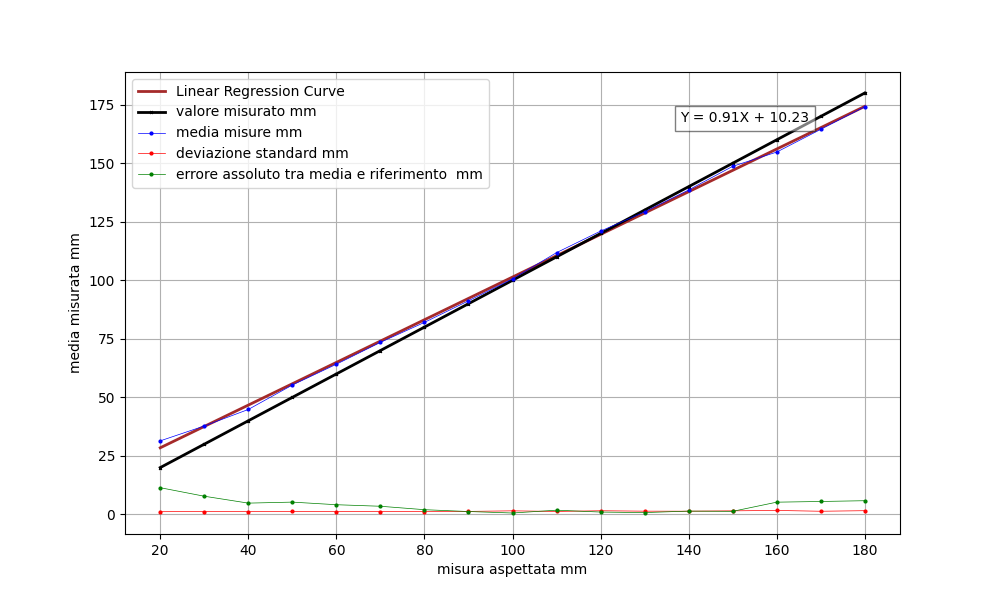 Linear Regression Curve
valore misurato mm
media misure mm
deviazione standard mm
errore assoluto tra media e riferimento  mm
Y = 0.91X + 10.23
175
150
125
100
75
50
25
0
media misurata mm
20 40 60 80 100 120 140 160 180
misura aspettata mm